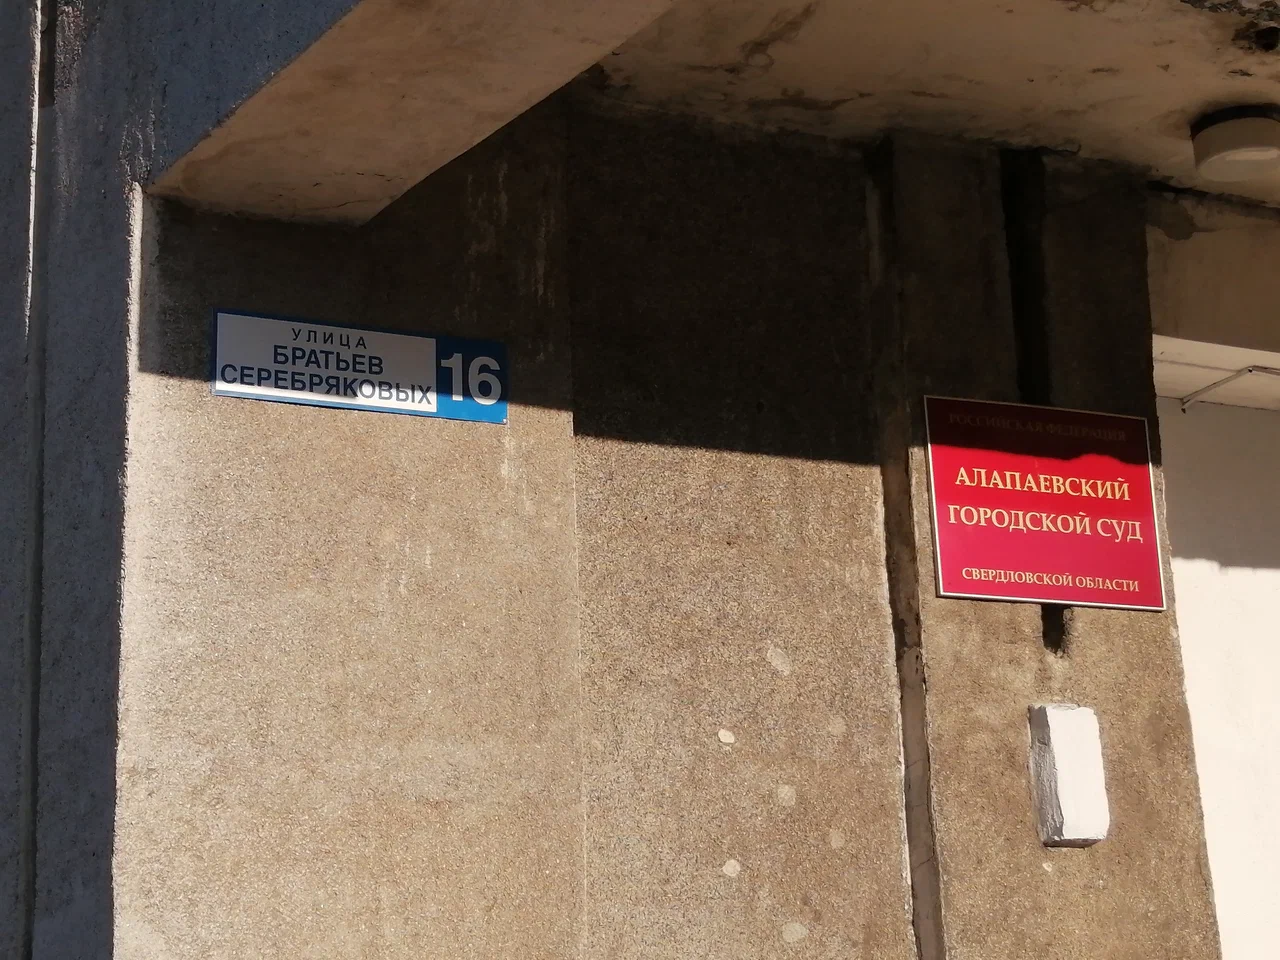 УЛИЦА
БРАТЬЕВ
СЕРЕБРЯКОВЫХ
16
РОССИЙСКАЯ ФЕДЕРАЦИЯ
АЛАПАЕВСКИЙ
ГОРОДСКОЙ СУД
СВЕРДЛОВСКОЙ ОБЛАСТИ